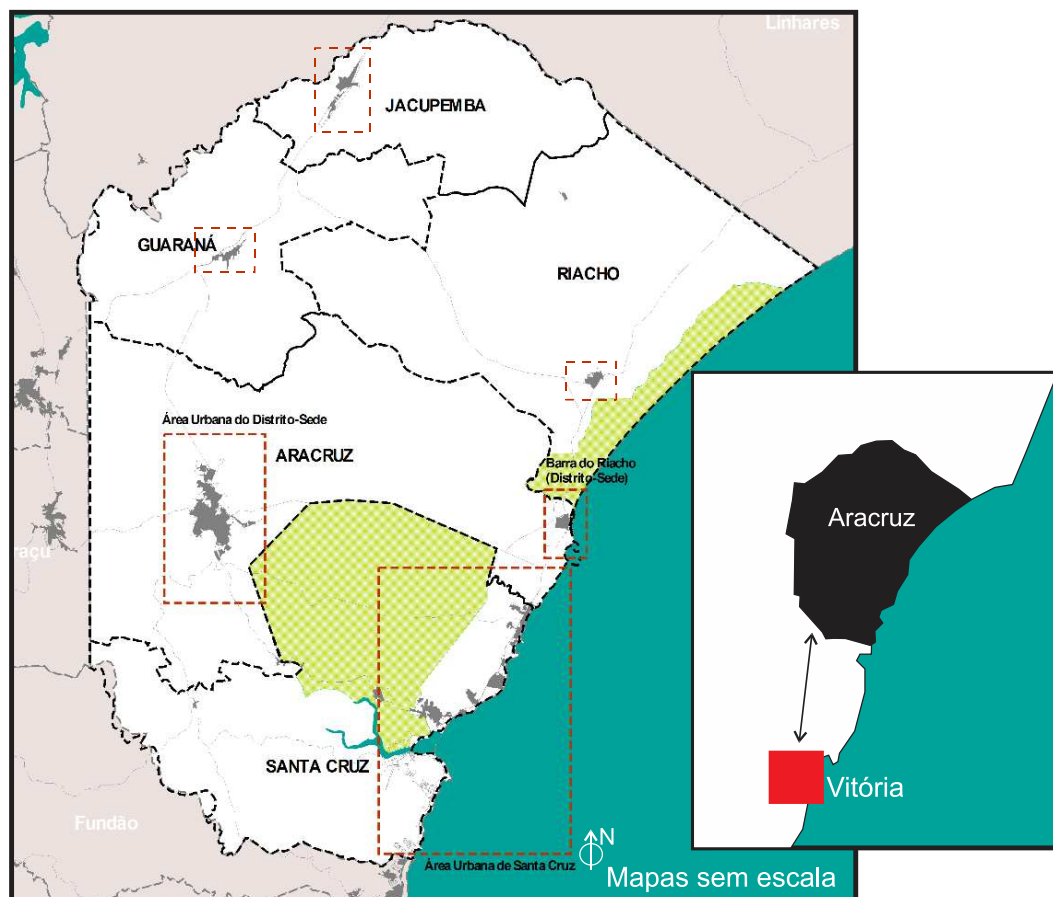 Linhares
JACUPEMBA
GUARANÁ
RIACHO
Área Urbana do Distrito-Sede
ARACRUZ
Barra do Riacho
(Distrito-Sede)
Aracruz
raçu
SANTA CRUZ
Vitória
Fundão
N
Área Urbana de Santa Cruz
Mapas sem escala